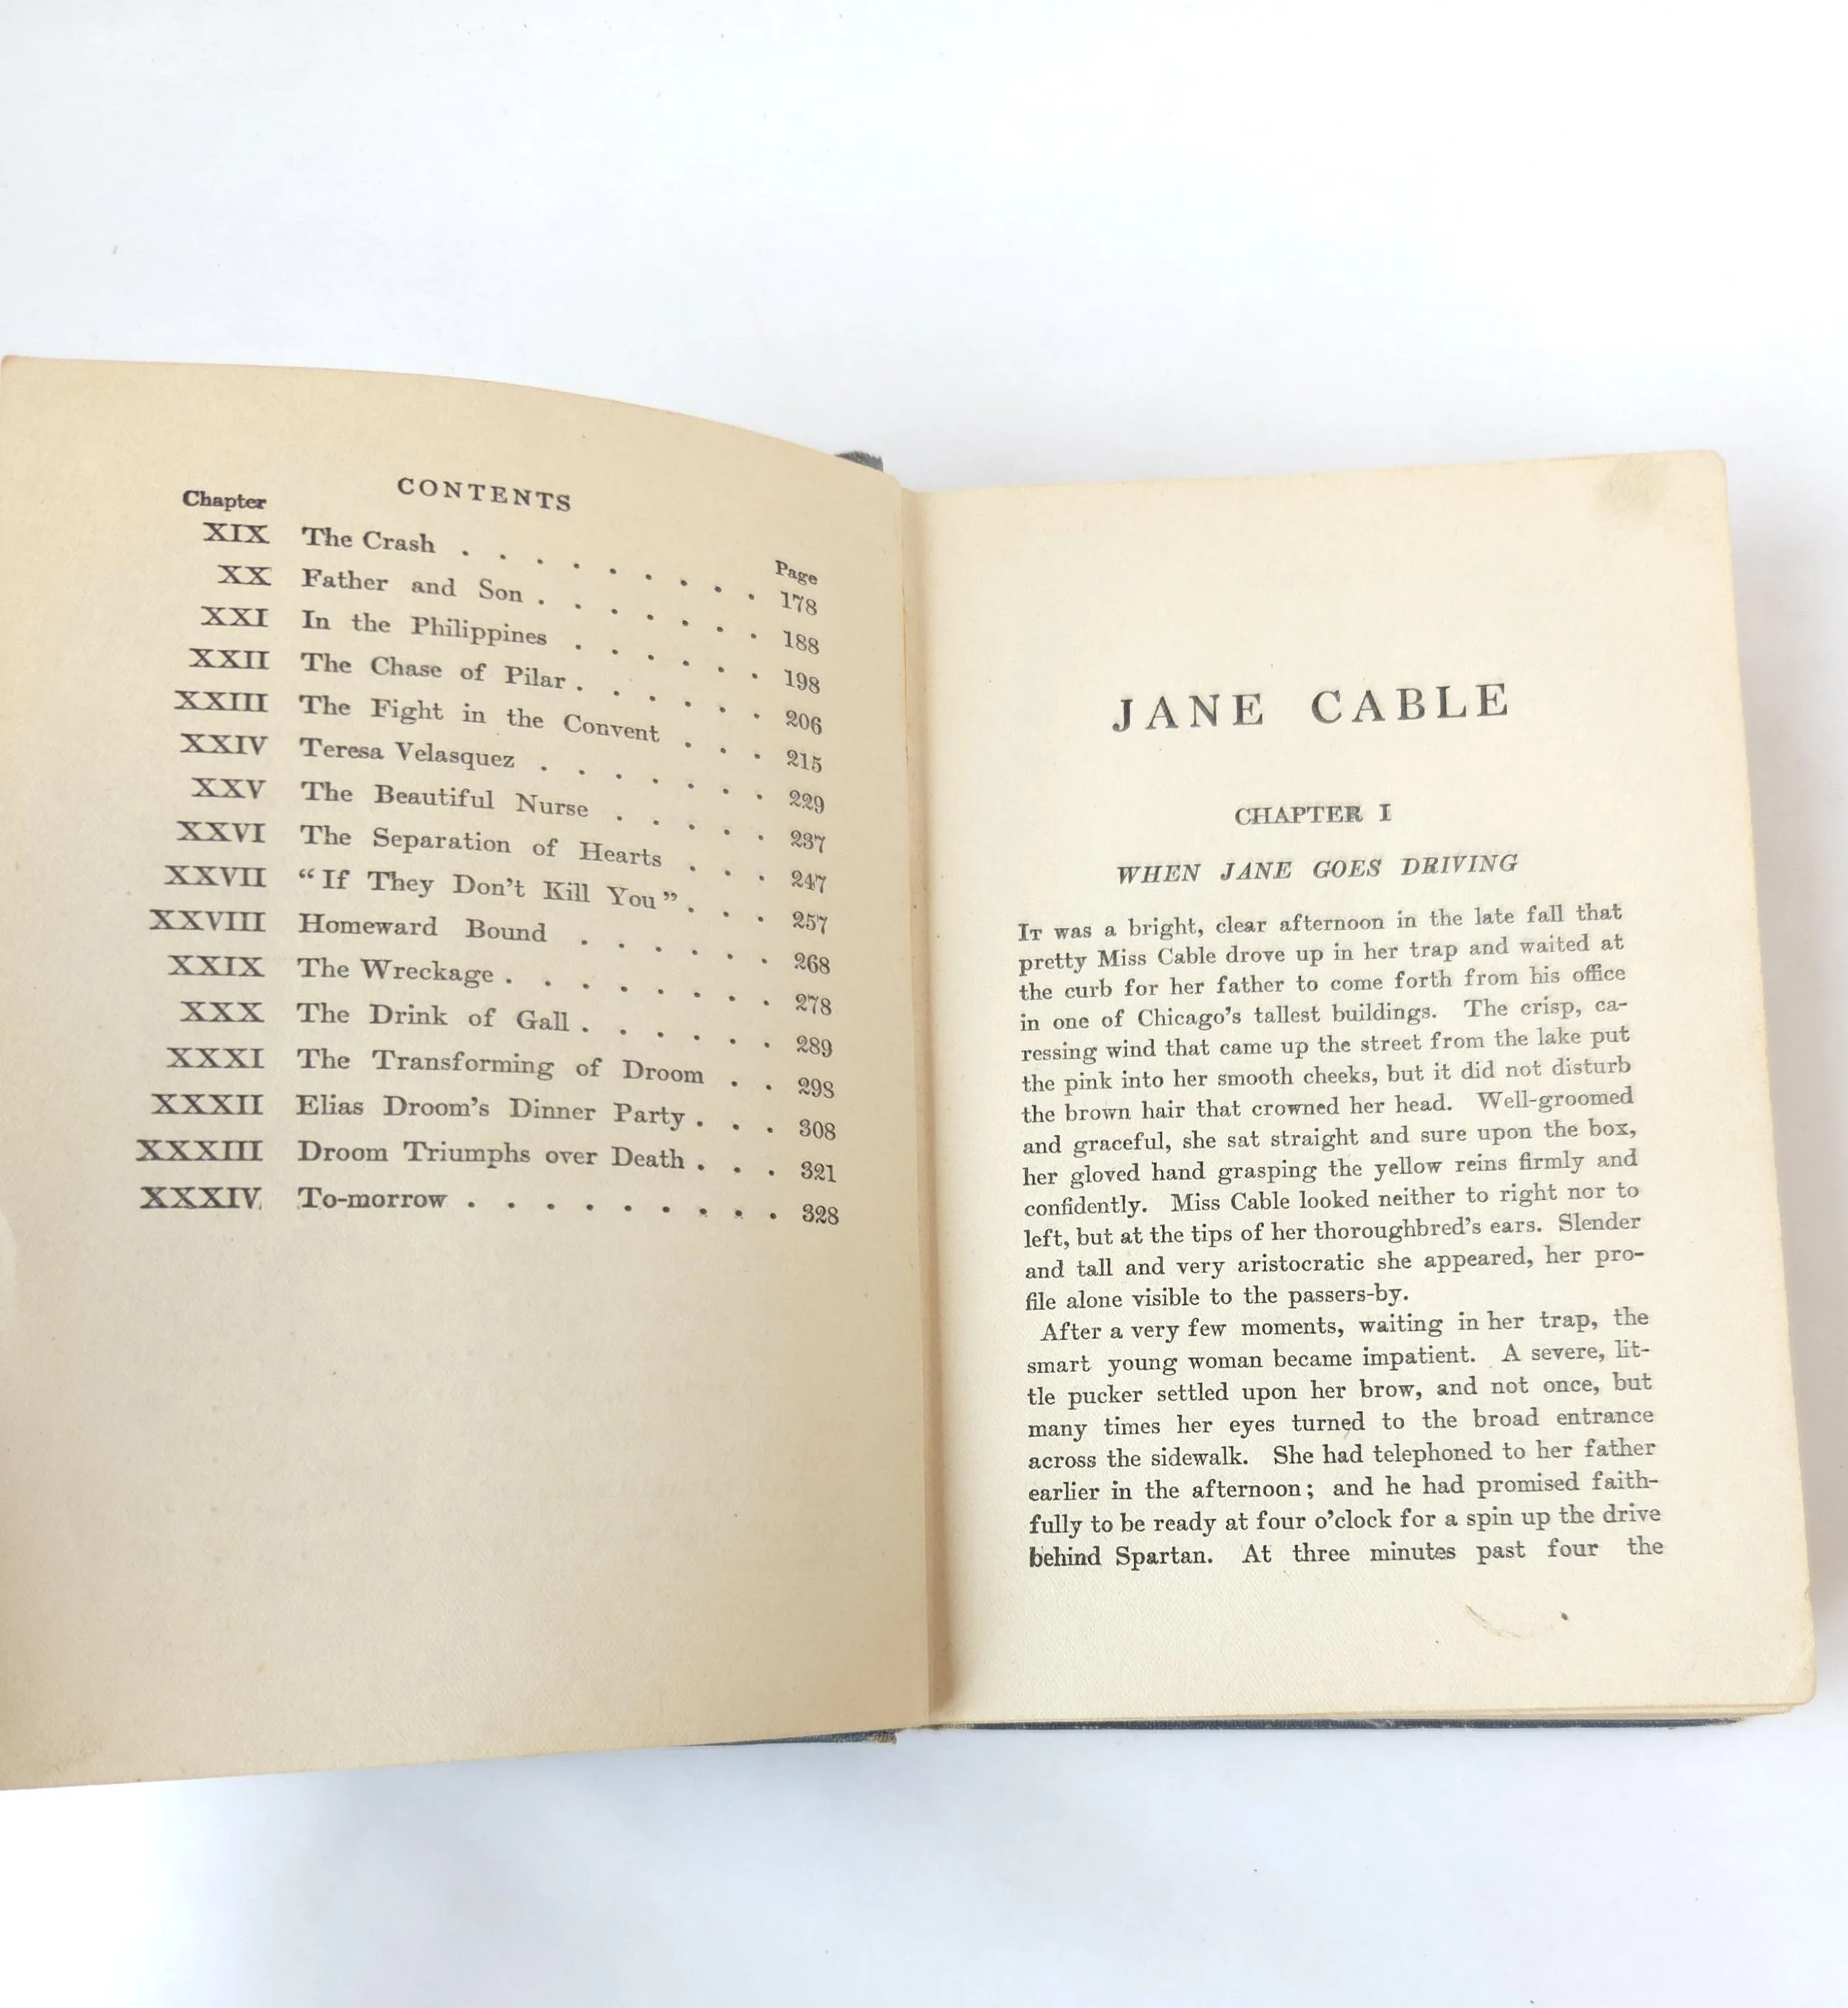 CONTENTS
Chapter Page
XIX The Crash . . . . . . . . . 178
XX Father and Son . . . . . . . 188
XXI In the Philippines . . . . . . 198
XXII The Chase of Pilar . . . . . . 206
XXIII The Fight in the Convent . . . 215
XXIV Teresa Velasquez . . . . . . . 229
XXV The Beautiful Nurse . . . . . 237
XXVI The Separation of Hearts . . . 247
XXVII “If They Don’t Kill You” . . . 257
XXVIII Homeward Bound . . . . . . 268
XXIX The Wreckage . . . . . . . . 278
XXX The Drink of Gall . . . . . . 289
XXXI The Transforming of Droom . . 298
XXXII Elias Droom’s Dinner Party . . . 308
XXXIII Droom Triumphs over Death . . . 321
XXXIV To-morrow . . . . . . . . . 328
JANE CABLE
CHAPTER I
WHEN JANE GOES DRIVING
IT was a bright, clear afternoon in the late fall that
pretty Miss Cable drove up in her trap and waited at
the curb for her father to come forth from his office
in one of Chicago’s tallest buildings. The crisp, ca-
ressing wind that came up the street from the lake put
the pink into her smooth cheeks, but it did not disturb
the brown hair that crowned her head. Well-groomed
and graceful, she sat straight and sure upon the box,
her gloved hand grasping the yellow reins firmly and
confidently. Miss Cable looked neither to right nor to
left, but at the tips of her thoroughbred’s ears. Slender
and tall and very aristocratic she appeared, her pro-
file alone visible to the passers-by.
After a very few moments, waiting in her trap, the
smart young woman became impatient. A severe, lit-
tle pucker settled upon her brow, and not once, but
many times her eyes turned to the broad entrance
across the sidewalk. She had telephoned to her father
earlier in the afternoon; and he had promised faith-
fully to be ready at four o’clock for a spin up the drive
behind Spartan. At three minutes past four the